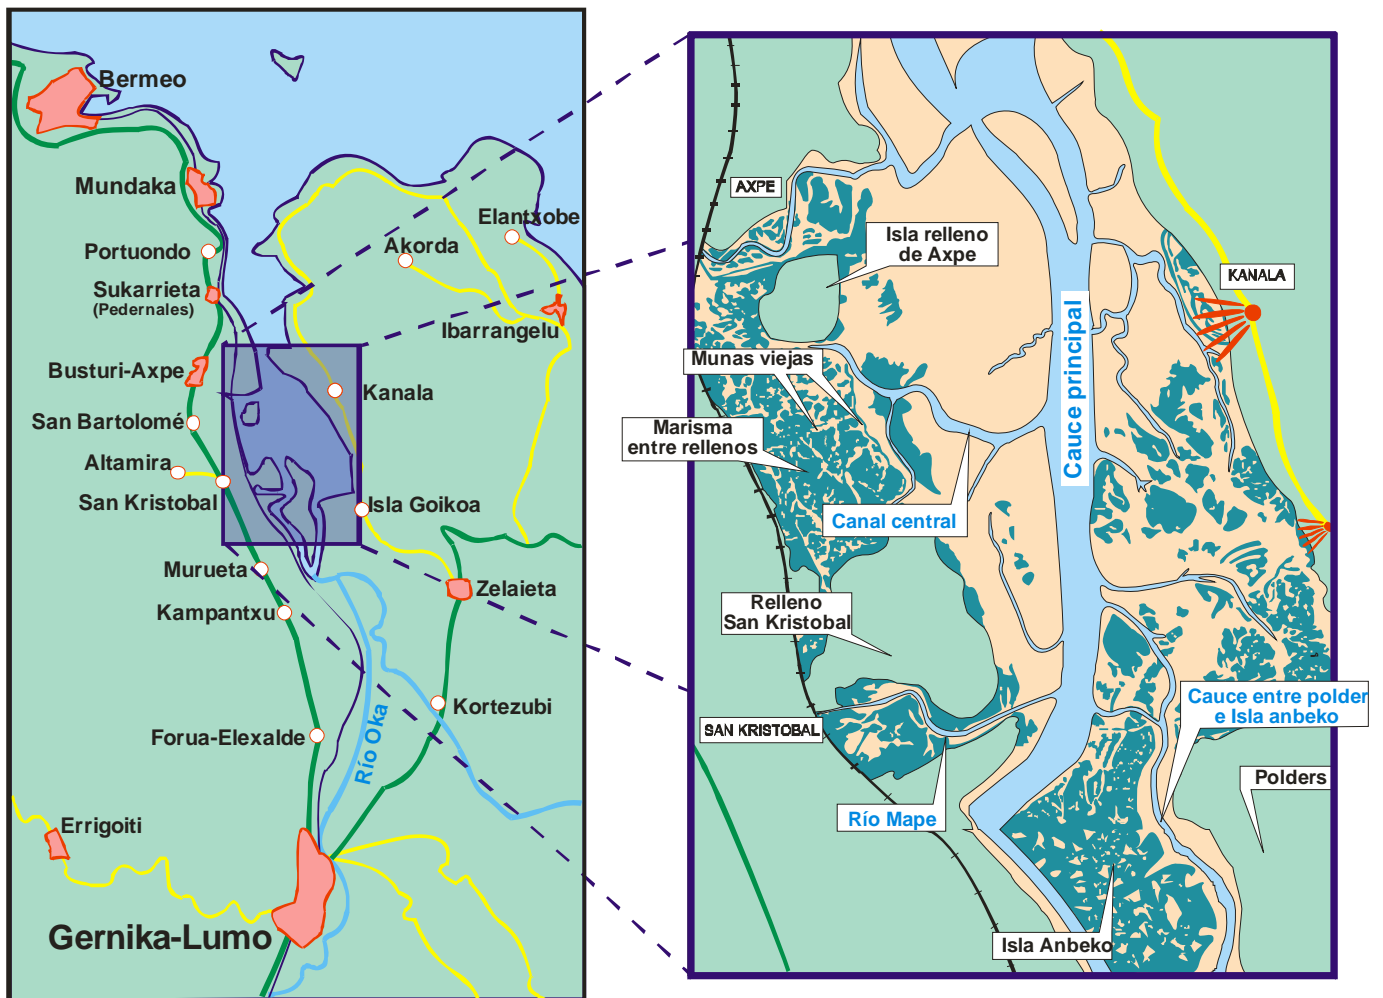 Bermeo
Mundaka
Elantxobe
Portuondo
Akorda
Sukarrieta
(Pedernales)
Ibarrangelu
Busturi-Axpe
Kanala
San Bartolomé
Altamira
San Kristobal
Isla Goikoa
Murueta
Zelaieta
Kampantxu
Kortezubi
Forua-Elexalde
Río Oka
Errigoiti
Gernika-Lumo
AXPE
Isla relleno
de Axpe
KANALA
Cauce principal
Munas viejas
Marisma
entre rellenos
Canal central
Relleno
San Kristobal
Cauce entre polder
e Isla anbeko
SAN KRISTOBAL
Polders
Río Mape
Isla Anbeko